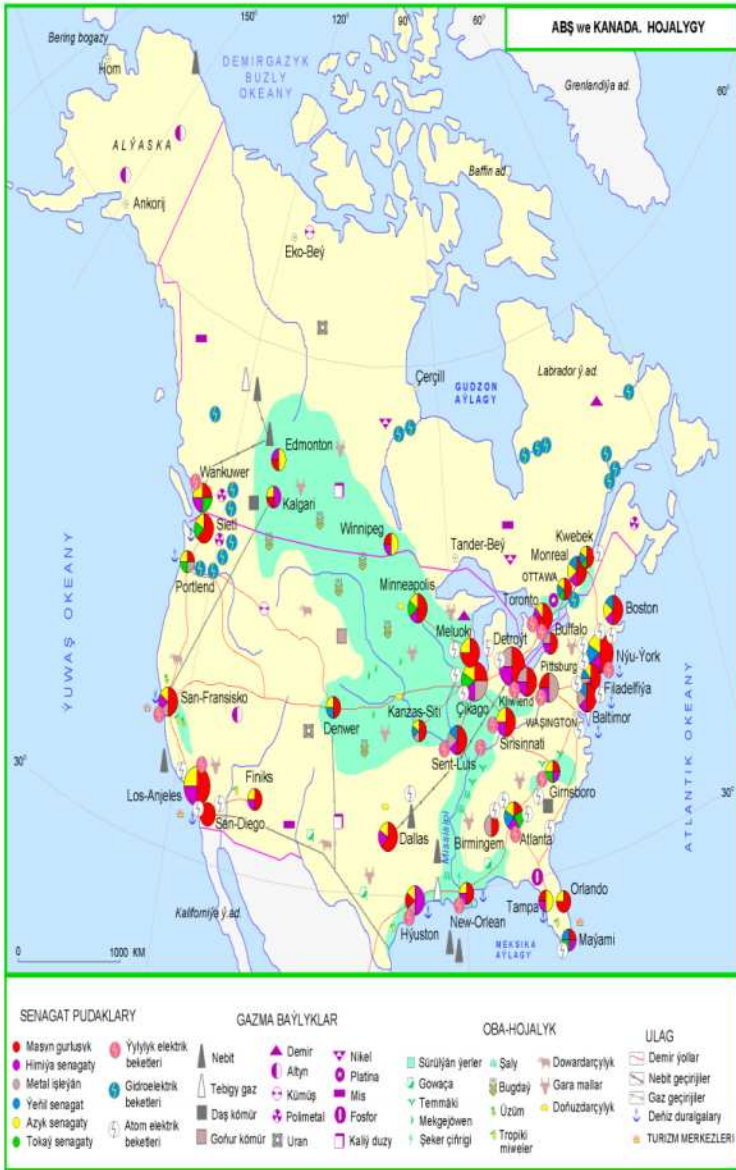 ABŞ we KANADA. HOJALYGY
150°
120°
90°
60°
60°
Bering bogazy
Hom
DEMIRGAZYK
BUZLY
OKEANY
Grenlandiýa ad.
ALÝASKA
Baffin ad.
Ankorij
Eko-Beý
Çerçill
GUDZON
AÝLAGY
Labrador ý ad.
Edmonton
Wankuwer
Kalgari
Sietl
Winnipeg
Tander-Beý
Kwebek
Monreal
Portlend
OTTAWA
Minneapolis
Toronto
Boston
Meluoki
Detroýt
Buffalo
Nýu-York
Pittsburg
ÝUWAŞ OKEANY
San-Fransisko
Çikago
Kliwlend
Filadelfiýa
WAŞINGTON
Baltimor
Denwer
Kanzas-Siti
Sent-Luis
Sinsinnati
30°
30°
ATLANTIK OKEANY
Los-Anjeles
Finiks
Girnsboro
San-Diego
Missisipi
Dallas
Birmingem
Atlanta
Kaliforniýe ý.ad.
Hýuston
New-Orlean
Tampa
Orlando
Maýami
MEKSIKA
AÝLAGY
0
1000 KM
SENAGAT PUDAKLARY
Maşyn gurluşyk
Himiýa senagaty
Metal işleýän
Ýeňil senagat
Azyk senagaty
Tokaý senagaty
Ýylylyk elektrik
beketleri
Gidroelektrik
beketleri
Atom elektrik
beketleri
GAZMA BAÝLYKLAR
Nebit
Tebigy gaz
Daş kömür
Goňur kömür
Demir
Altyn
Kümüş
Polimetal
Uran
Nikel
Platina
Mis
Fosfor
Kaliý duzy
OBA-HOJALYK
Sürülýän ýerler
Gowaça
Temmäki
Mekgejöwen
Şeker çiňrigi
Şaly
Bugdaý
Üzüm
Tropiki
miweler
Dowardarçylyk
Gara mallar
Doňuzdarçylyk
ULAG
Demir ýollar
Nebit geçirijiler
Gaz geçirijiler
Deňiz duralgalary
TURIZM MERKEZLERI